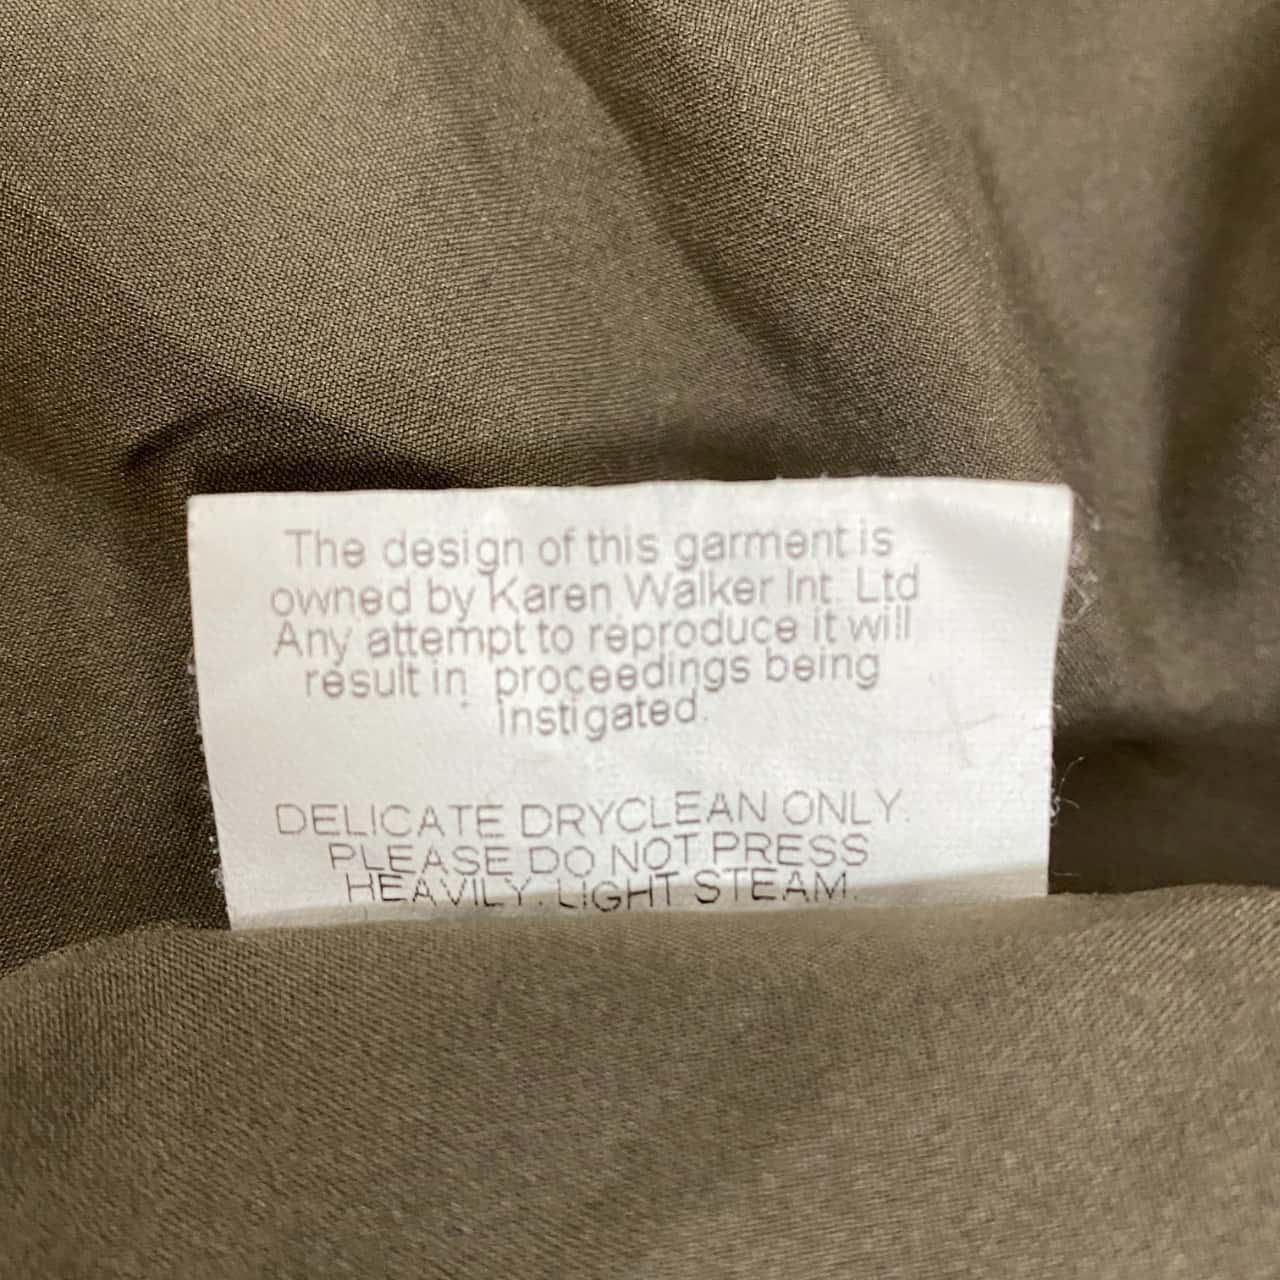 The design of this garment is
owned by Karen Walker Int. Ltd
Any attempt to reproduce it will
result in proceedings being
instigated.
DELICATE DRYCLEAN ONLY.
PLEASE DO NOT PRESS
HEAVILY. LIGHT STEAM.